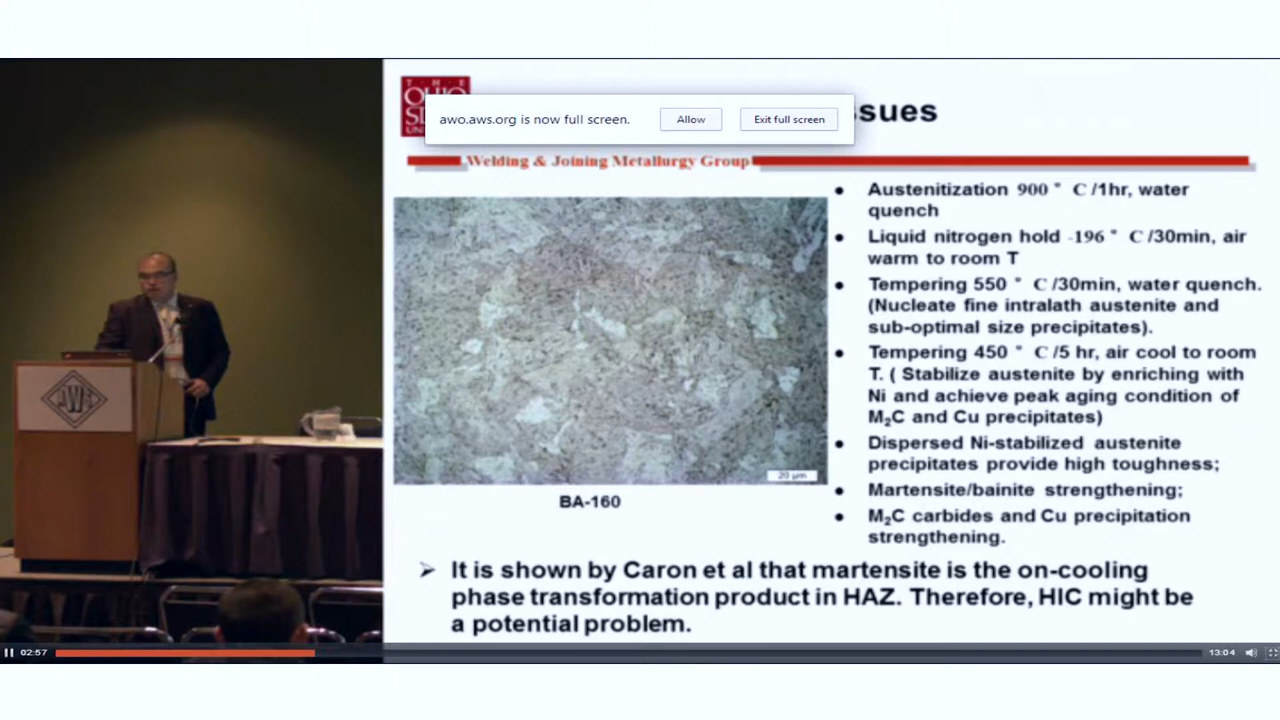 THE
OHIO
awo.aws.org is now full screen.
Allow
Exit full screen
ssues
Welding & Joining Metallurgy Group
● Austenitization 900 ° C /1hr, water
quench
● Liquid nitrogen hold -196 ° C /30min, air
warm to room T
● Tempering 550 ° C /30min, water quench.
(Nucleate fine intralath austenite and
sub-optimal size precipitates).
● Tempering 450 ° C /5 hr, air cool to room
T. ( Stabilize austenite by enriching with
Ni and achieve peak aging condition of
M₂C and Cu precipitates)
● Dispersed Ni-stabilized austenite
precipitates provide high toughness;
● Martensite/bainite strengthening;
● M₂C carbides and Cu precipitation
strengthening.
20 µm
BA-160
➢ It is shown by Caron et al that martensite is the on-cooling
phase transformation product in HAZ. Therefore, HIC might be
a potential problem.
AWS
02:57
13:04